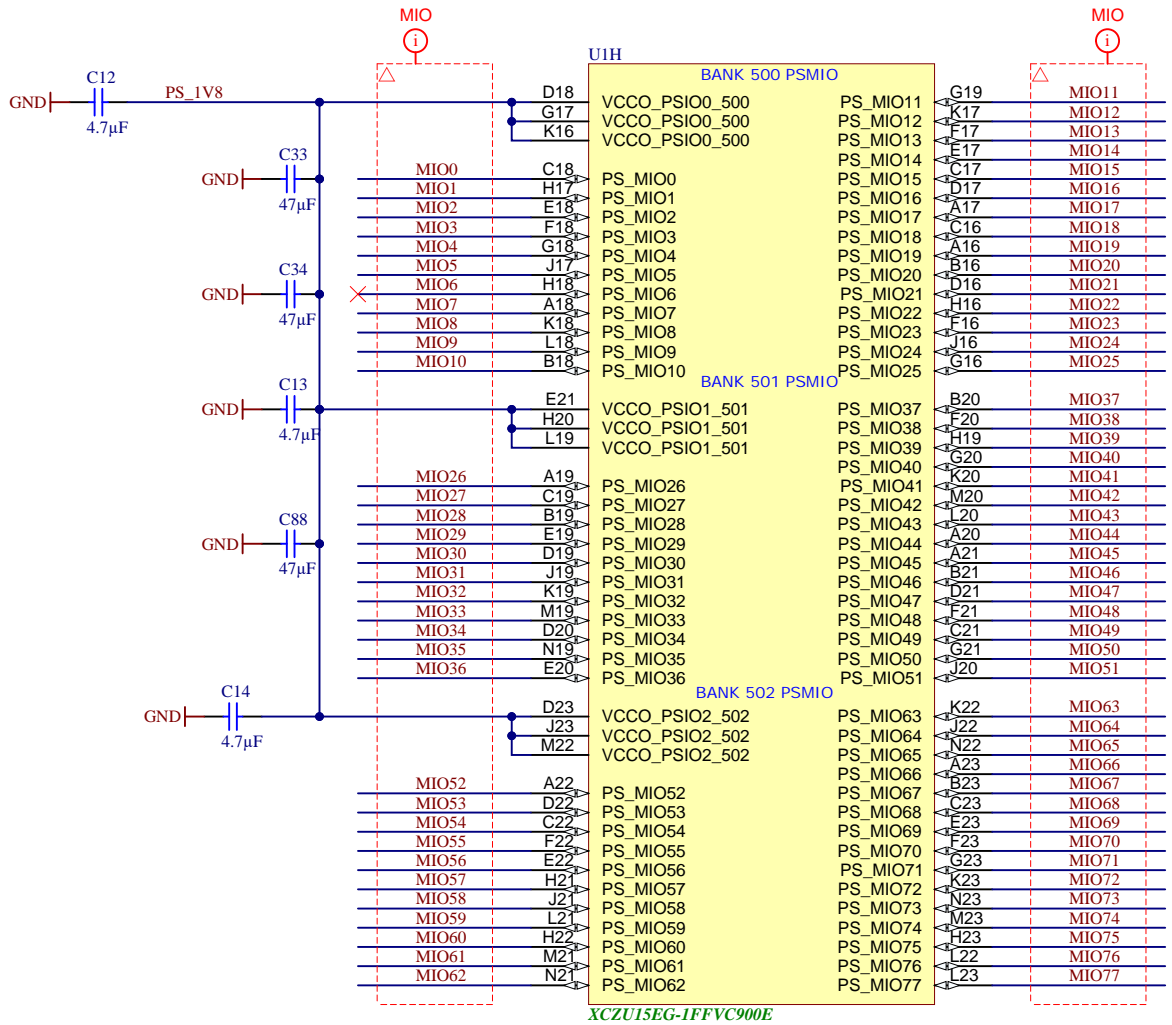 MIO
i
MIO
i
U1H
BANK 500 PSMIO
C12
GND
4.7µF
PS_1V8
D18 VCCO_PSIO0_500
G17 VCCO_PSIO0_500
K16 VCCO_PSIO0_500
C33
GND
47µF
MIO0 C18 PS_MIO0
MIO1 H17 PS_MIO1
MIO2 E18 PS_MIO2
MIO3 F18 PS_MIO3
MIO4 G18 PS_MIO4
MIO5 J17 PS_MIO5
MIO6 H18 PS_MIO6
MIO7 A18 PS_MIO7
MIO8 K18 PS_MIO8
MIO9 L18 PS_MIO9
MIO10 B18 PS_MIO10
C34
GND
47µF
PS_MIO11 G19 MIO11
PS_MIO12 K17 MIO12
PS_MIO13 F17 MIO13
PS_MIO14 E17 MIO14
PS_MIO15 C17 MIO15
PS_MIO16 D17 MIO16
PS_MIO17 A17 MIO17
PS_MIO18 C16 MIO18
PS_MIO19 A16 MIO19
PS_MIO20 B16 MIO20
PS_MIO21 D16 MIO21
PS_MIO22 H16 MIO22
PS_MIO23 F16 MIO23
PS_MIO24 J16 MIO24
PS_MIO25 G16 MIO25
BANK 501 PSMIO
C13
GND
4.7µF
E21 VCCO_PSIO1_501
H20 VCCO_PSIO1_501
L19 VCCO_PSIO1_501
MIO26 A19 PS_MIO26
MIO27 C19 PS_MIO27
MIO28 B19 PS_MIO28
MIO29 E19 PS_MIO29
MIO30 D19 PS_MIO30
MIO31 J19 PS_MIO31
MIO32 K19 PS_MIO32
MIO33 M19 PS_MIO33
MIO34 D20 PS_MIO34
MIO35 N19 PS_MIO35
MIO36 E20 PS_MIO36
C88
GND
47µF
PS_MIO37 B20 MIO37
PS_MIO38 F20 MIO38
PS_MIO39 H19 MIO39
PS_MIO40 G20 MIO40
PS_MIO41 K20 MIO41
PS_MIO42 M20 MIO42
PS_MIO43 L20 MIO43
PS_MIO44 A20 MIO44
PS_MIO45 A21 MIO45
PS_MIO46 B21 MIO46
PS_MIO47 D21 MIO47
PS_MIO48 F21 MIO48
PS_MIO49 C21 MIO49
PS_MIO50 G21 MIO50
PS_MIO51 J20 MIO51
BANK 502 PSMIO
C14
GND
4.7µF
D23 VCCO_PSIO2_502
J23 VCCO_PSIO2_502
M22 VCCO_PSIO2_502
MIO52 A22 PS_MIO52
MIO53 D22 PS_MIO53
MIO54 C22 PS_MIO54
MIO55 F22 PS_MIO55
MIO56 E22 PS_MIO56
MIO57 H21 PS_MIO57
MIO58 J21 PS_MIO58
MIO59 L21 PS_MIO59
MIO60 H22 PS_MIO60
MIO61 M21 PS_MIO61
MIO62 N21 PS_MIO62
PS_MIO63 K22 MIO63
PS_MIO64 J22 MIO64
PS_MIO65 N22 MIO65
PS_MIO66 A23 MIO66
PS_MIO67 B23 MIO67
PS_MIO68 C23 MIO68
PS_MIO69 E23 MIO69
PS_MIO70 F23 MIO70
PS_MIO71 G23 MIO71
PS_MIO72 K23 MIO72
PS_MIO73 N23 MIO73
PS_MIO74 M23 MIO74
PS_MIO75 H23 MIO75
PS_MIO76 L22 MIO76
PS_MIO77 L23 MIO77
XCZU15EG-1FFVC900E